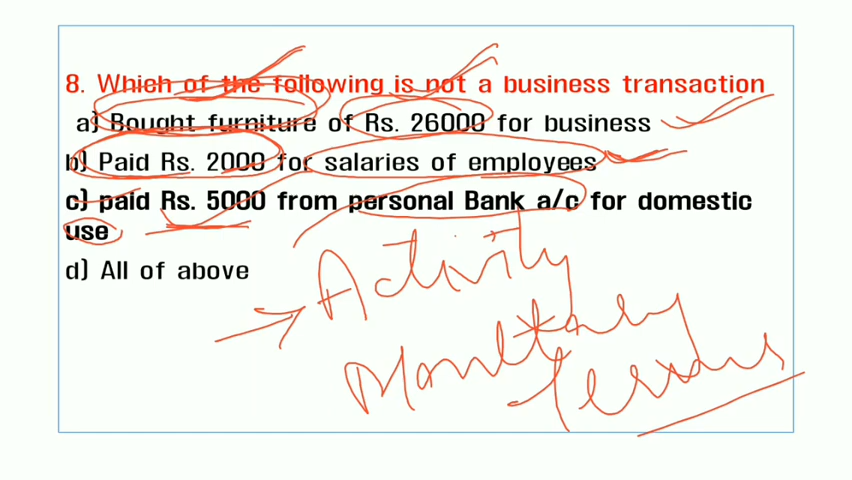 8. Which of the following is not a business transaction
a) Bought furniture of Rs. 26000 for business
b) Paid Rs. 2000 for salaries of employees
c) paid Rs. 5000 from personal Bank a/c for domestic
use
d) All of above
Activity
Monetary
terms